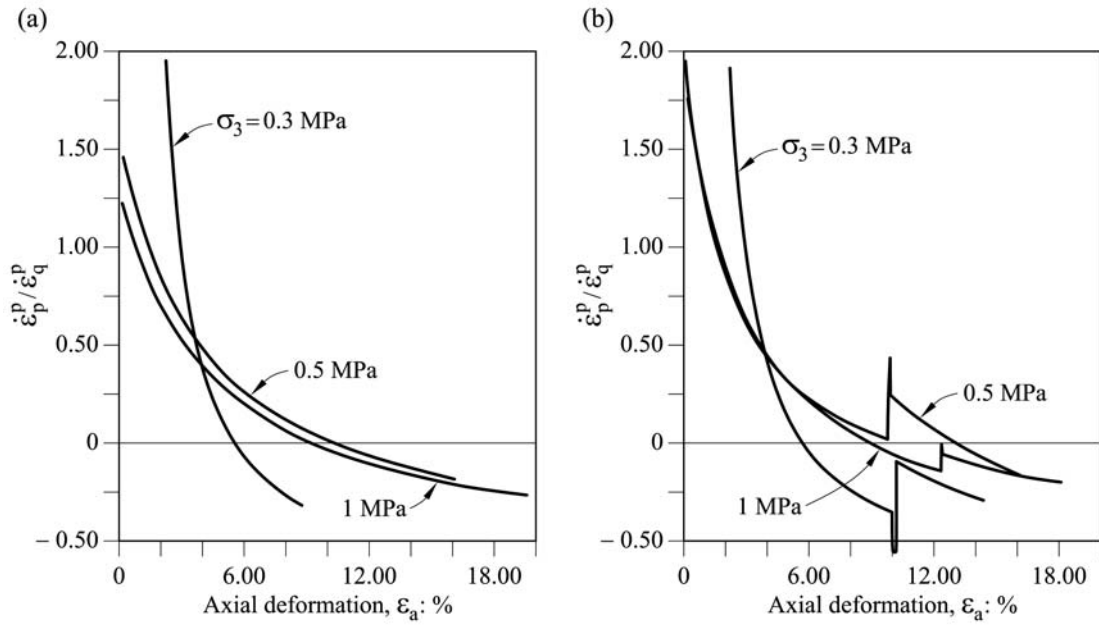 (a)
2.00
1.50
1.00
0.50
0
– 0.50
ε̇ᵖₚ / ε̇ᵖq
σ₃ = 0.3 MPa
0.5 MPa
1 MPa
0 6.00 12.00 18.00
Axial deformation, εₐ: %
(b)
2.00
1.50
1.00
0.50
0
– 0.50
ε̇ᵖₚ / ε̇ᵖq
σ₃ = 0.3 MPa
0.5 MPa
1 MPa
0 6.00 12.00 18.00
Axial deformation, εₐ: %